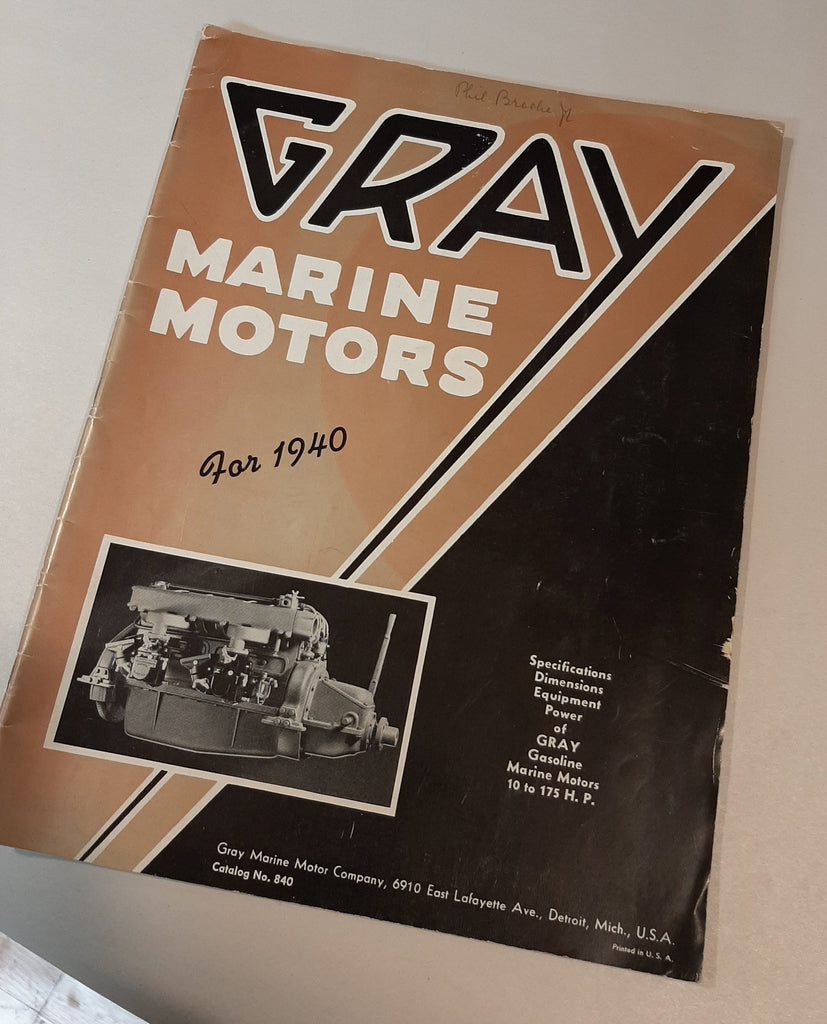 Phil
GRAY
MARINE
MOTORS
For 1940
Specifications
Dimensions
Equipment
Power
of
GRAY
Gasoline
Marine Motors
10 to 175 H. P.
Gray Marine Motor Company, 6910 East Lafayette Ave., Detroit, Mich., U.S.A.
Catalog No. 840
Printed in U. S. A.